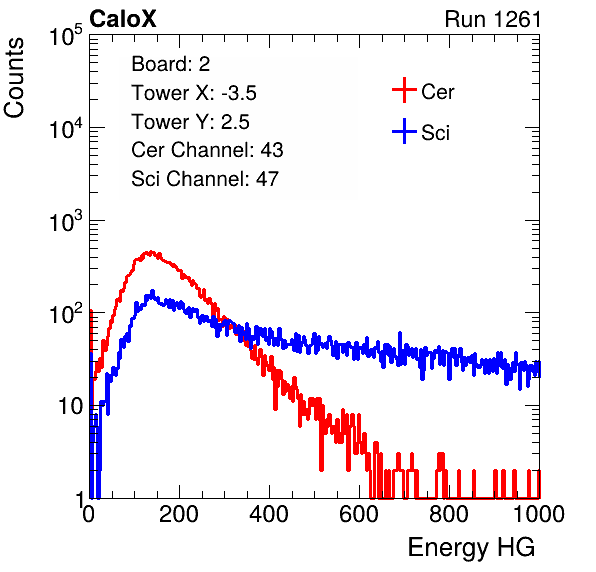 CaloX Run 1261
Counts
Board: 2
Tower X: -3.5
Tower Y: 2.5
Cer Channel: 43
Sci Channel: 47
Cer
Sci
10^5
10^4
10^3
10^2
10
1
0 200 400 600 800 1000
Energy HG